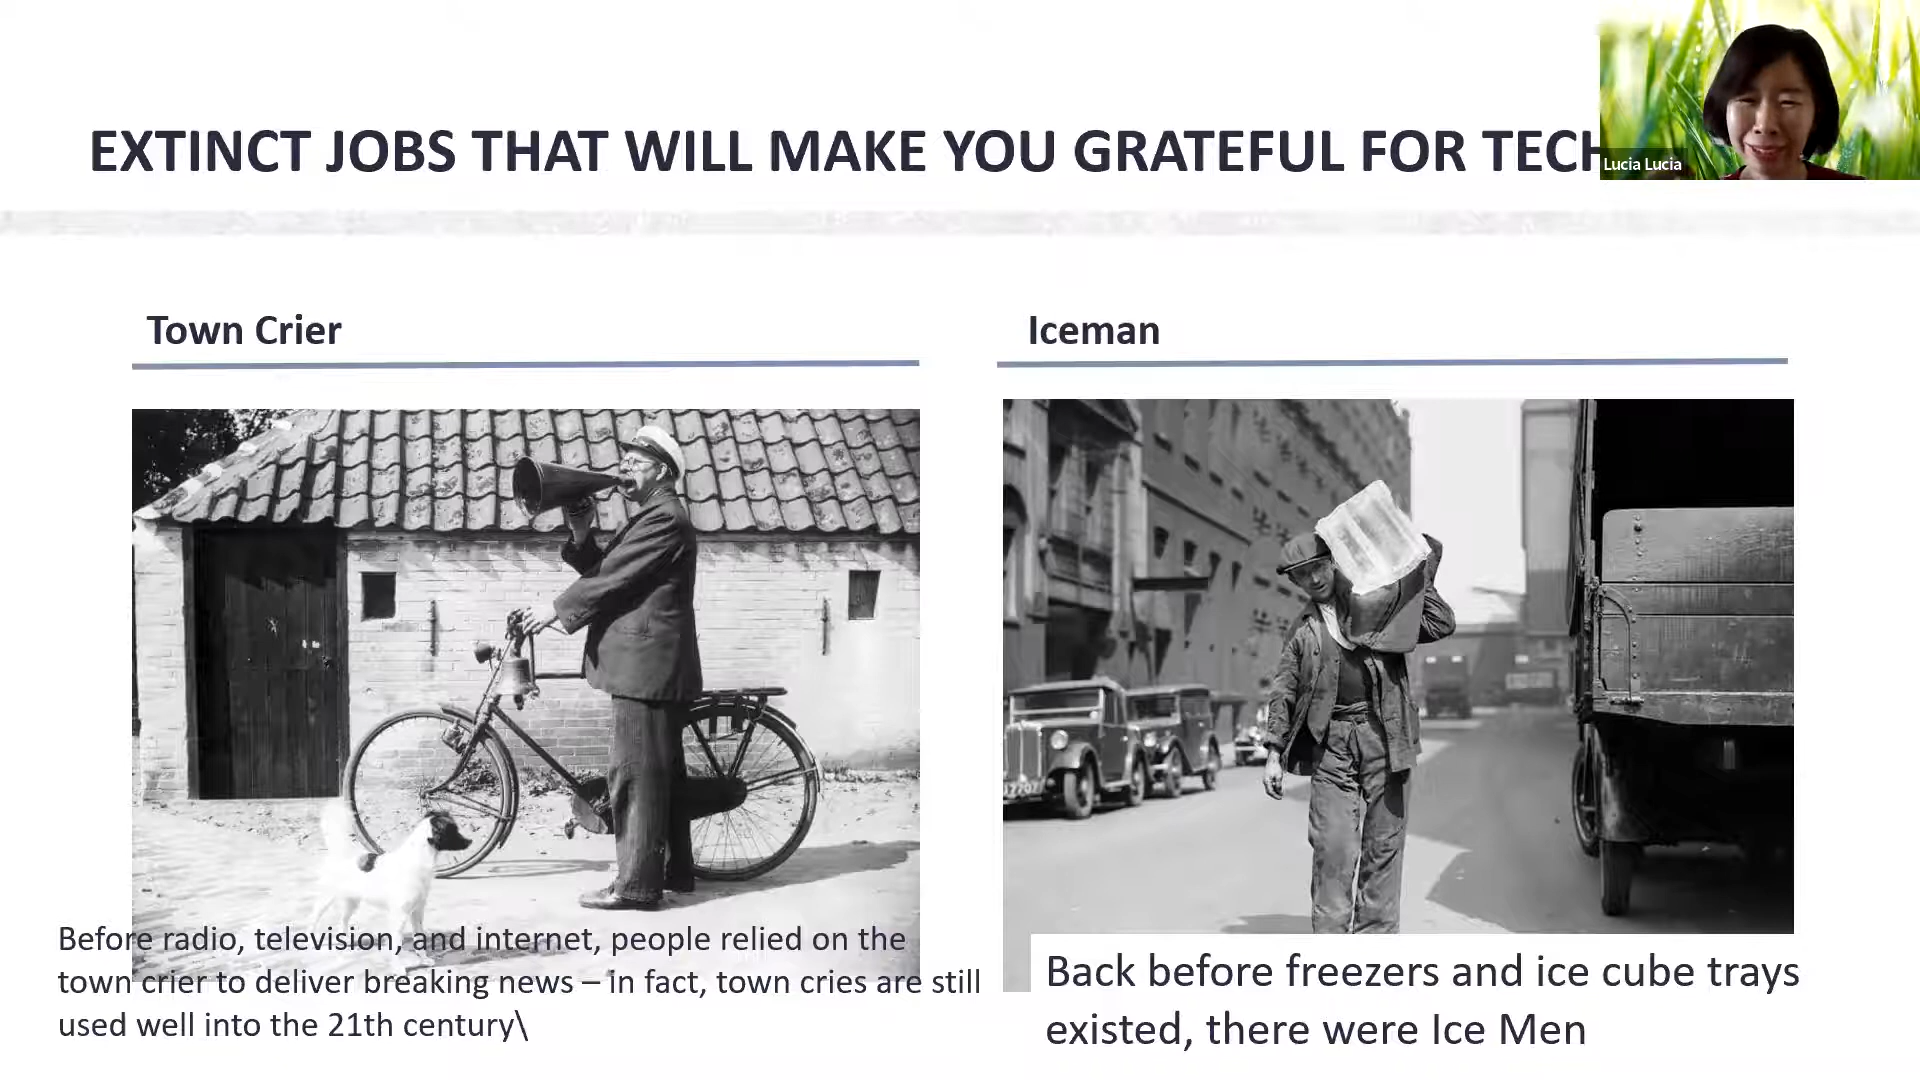 EXTINCT JOBS THAT WILL MAKE YOU GRATEFUL FOR TECH
Lucia Lucia
Town Crier
Iceman
Before radio, television, and internet, people relied on the
town crier to deliver breaking news – in fact, town cries are still
used well into the 21th century\
Back before freezers and ice cube trays
existed, there were Ice Men